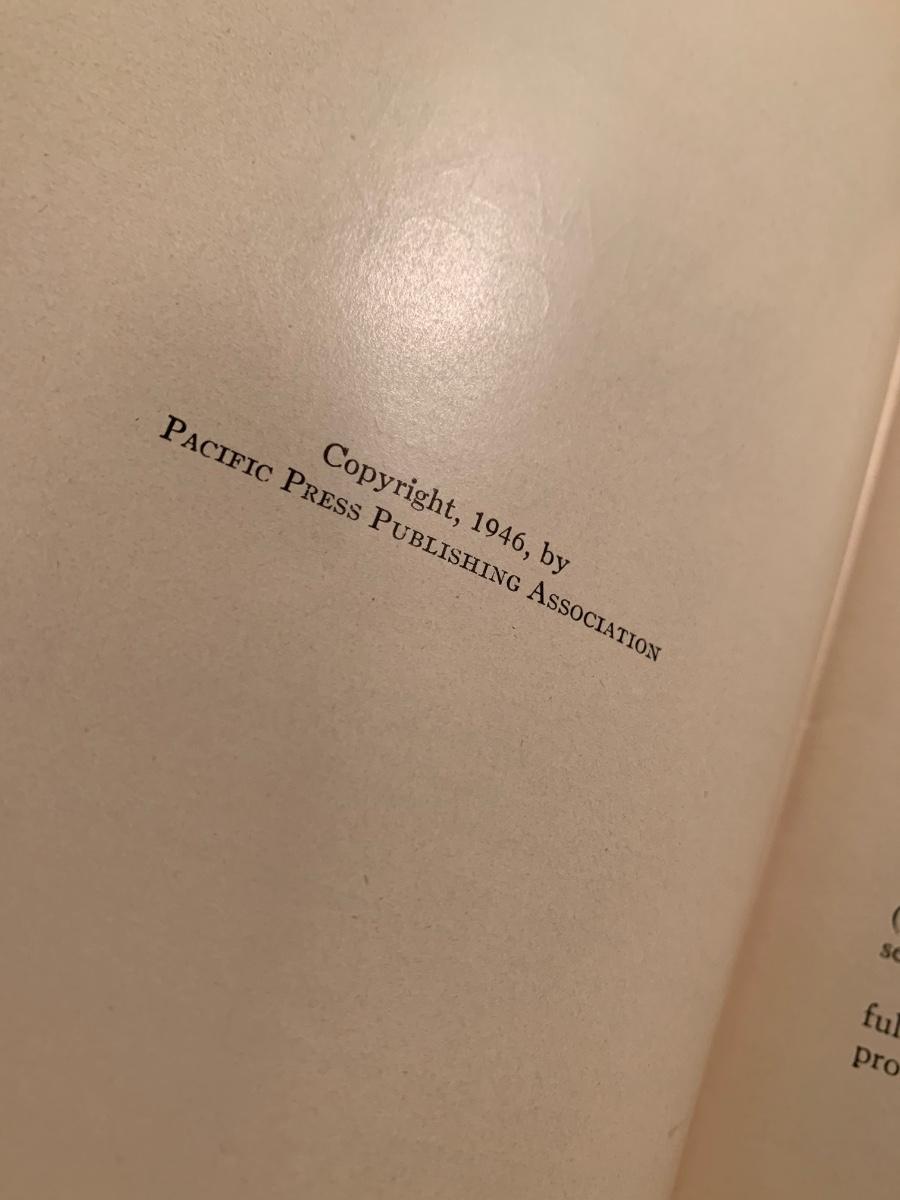 Copyright, 1946, by
PACIFIC PRESS PUBLISHING ASSOCIATION